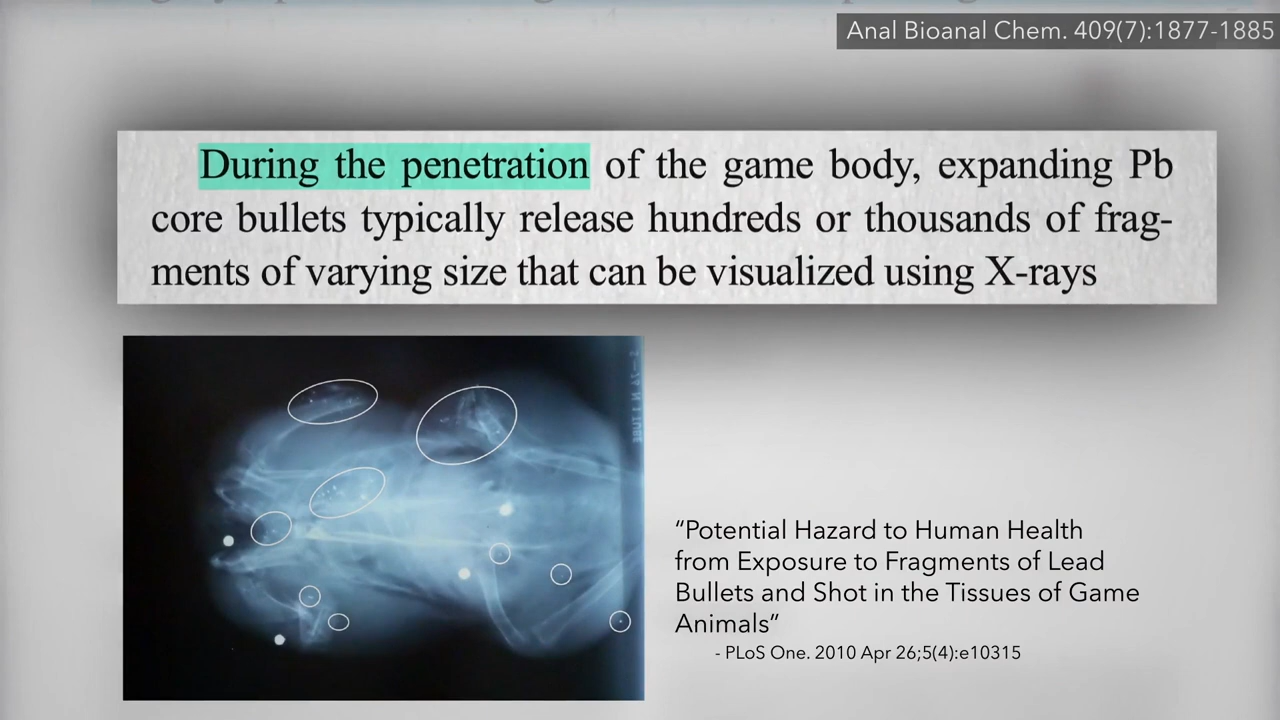 Anal Bioanal Chem. 409(7):1877-1885
During the penetration of the game body, expanding Pb
core bullets typically release hundreds or thousands of frag-
ments of varying size that can be visualized using X-rays
“Potential Hazard to Human Health
from Exposure to Fragments of Lead
Bullets and Shot in the Tissues of Game
Animals”
- PLoS One. 2010 Apr 26;5(4):e10315